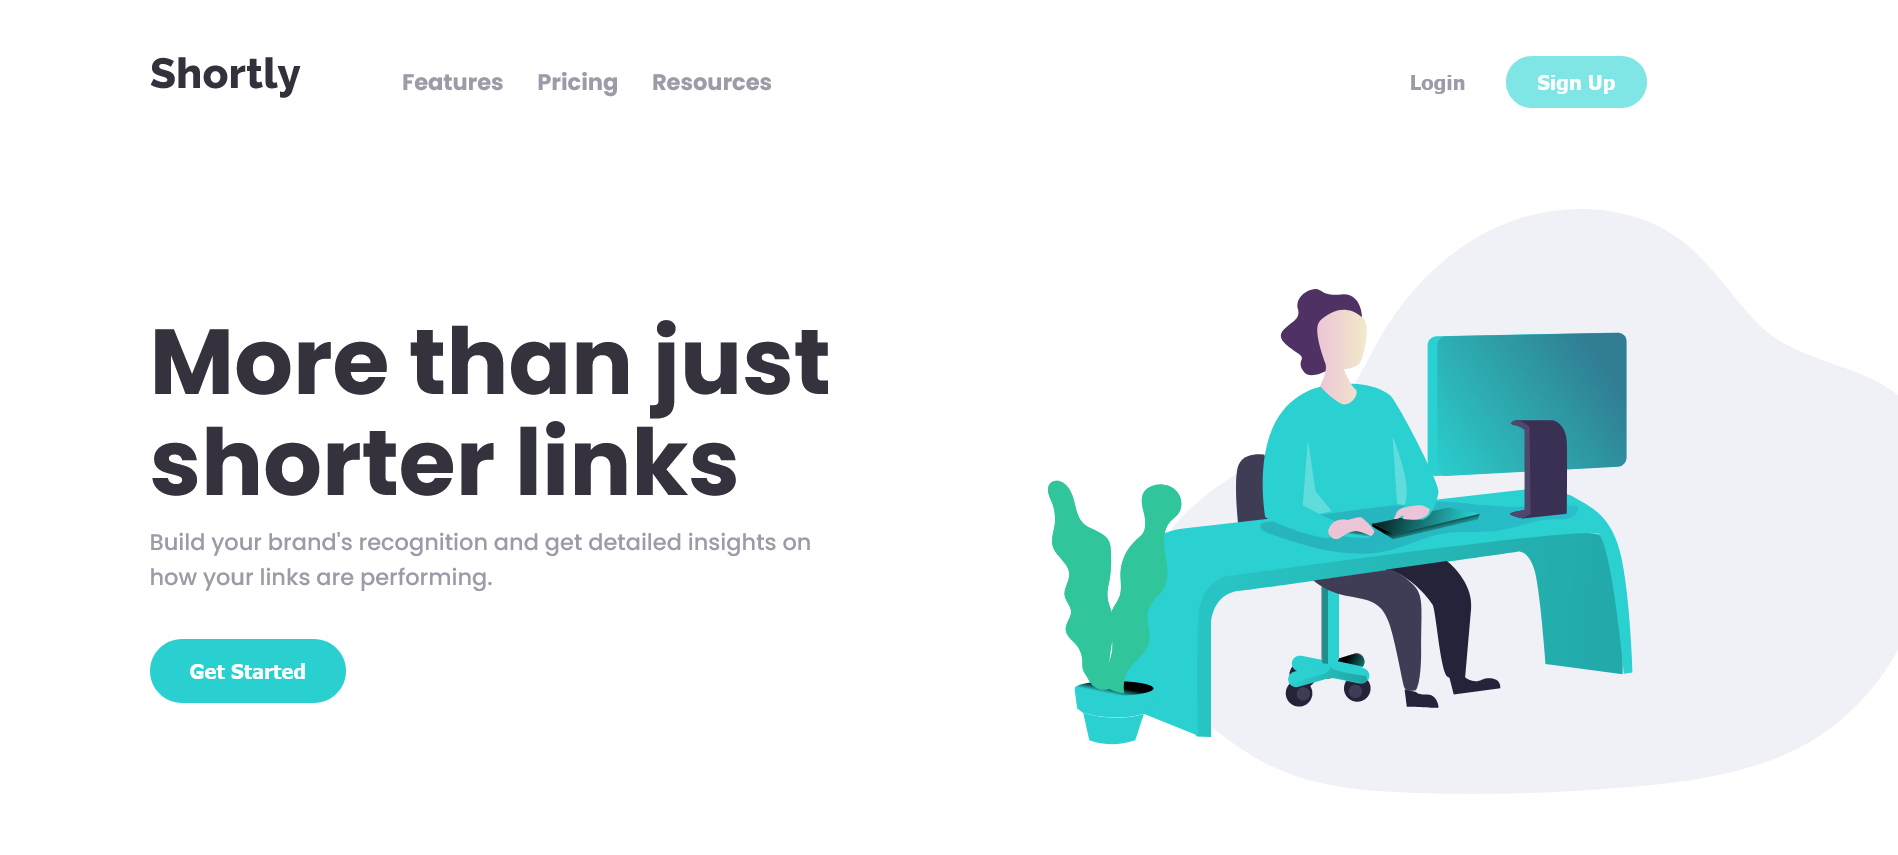 Shortly
Features Pricing Resources
Login Sign Up
More than just
shorter links
Build your brand's recognition and get detailed insights on
how your links are performing.
Get Started